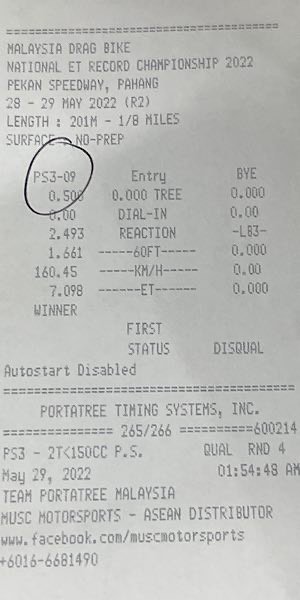 ========================================
MALAYSIA DRAG BIKE
NATIONAL ET RECORD CHAMPIONSHIP 2022
PEKAN SPEEDWAY, PAHANG
28 - 29 MAY 2022 (R2)
LENGTH : 201M - 1/8 MILES
SURFACE : NO-PREP
PS3-09 Entry BYE
0.500 0.000 TREE 0.000
0.00 DIAL-IN 0.00
2.493 REACTION -LB3-
1.661 -----60FT----- 0.000
160.45 -----KM/H----- 0.00
7.098 ------ET------ 0.000
WINNER
FIRST
STATUS DISQUAL
Autostart Disabled
========================================
PORTATREE TIMING SYSTEMS, INC.
=============== 265/266 ==========600214
PS3 - 2T<150CC P.S. QUAL RND 4
May 29, 2022 01:54:48 AM
TEAM PORTATREE MALAYSIA
MUSC MOTORSPORTS - ASEAN DISTRIBUTOR
www.facebook.com/muscmotorsports
+6016-6681490